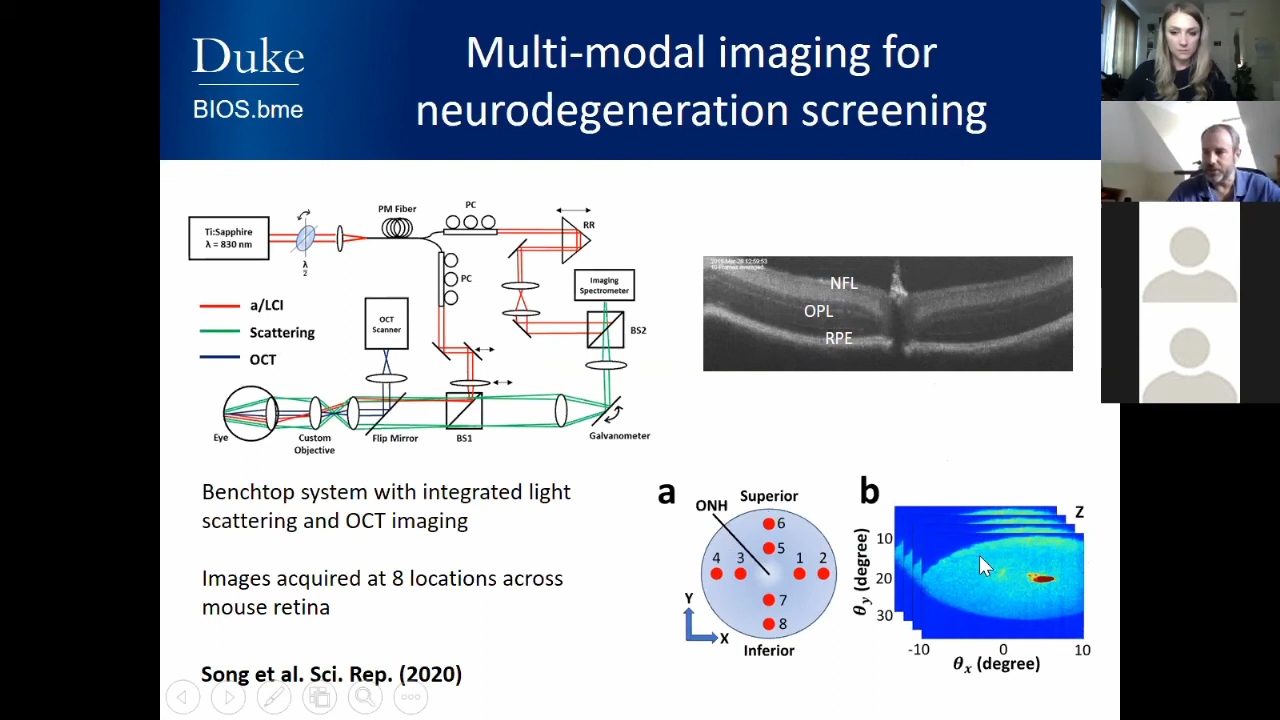 Duke
BIOS.bme
Multi-modal imaging for
neurodegeneration screening
Ti:Sapphire
λ = 830 nm
λ
2
PM Fiber
PC
RR
PC
Imaging
Spectrometer
BS2
a/LCI
Scattering
OCT
OCT
Scanner
Eye
Custom
Objective
Flip Mirror
BS1
Galvanometer
NFL
OPL
RPE
Benchtop system with integrated light
scattering and OCT imaging
Images acquired at 8 locations across
mouse retina
Song et al. Sci. Rep. (2020)
a
ONH
Superior
6
5
4 3 1 2
7
8
Y
X
Inferior
b
Z
10
20
30
θy (degree)
-10 0 10
θx (degree)